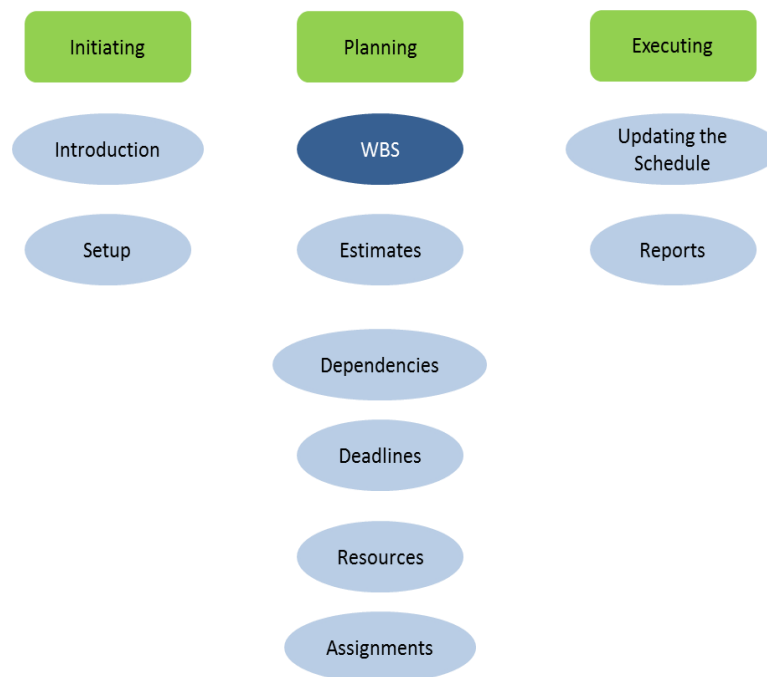 Initiating
Planning
Executing
Introduction
WBS
Updating the
Schedule
Setup
Estimates
Reports
Dependencies
Deadlines
Resources
Assignments